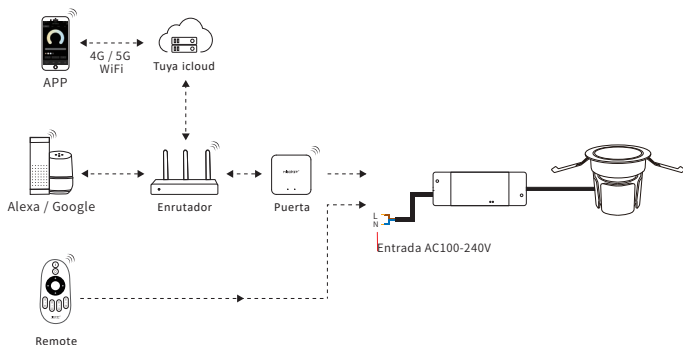 4G / 5G
WiFi
APP
Tuya icloud
Alexa / Google
Enrutador
Puerta
L
N
Entrada AC100-240V
Remote